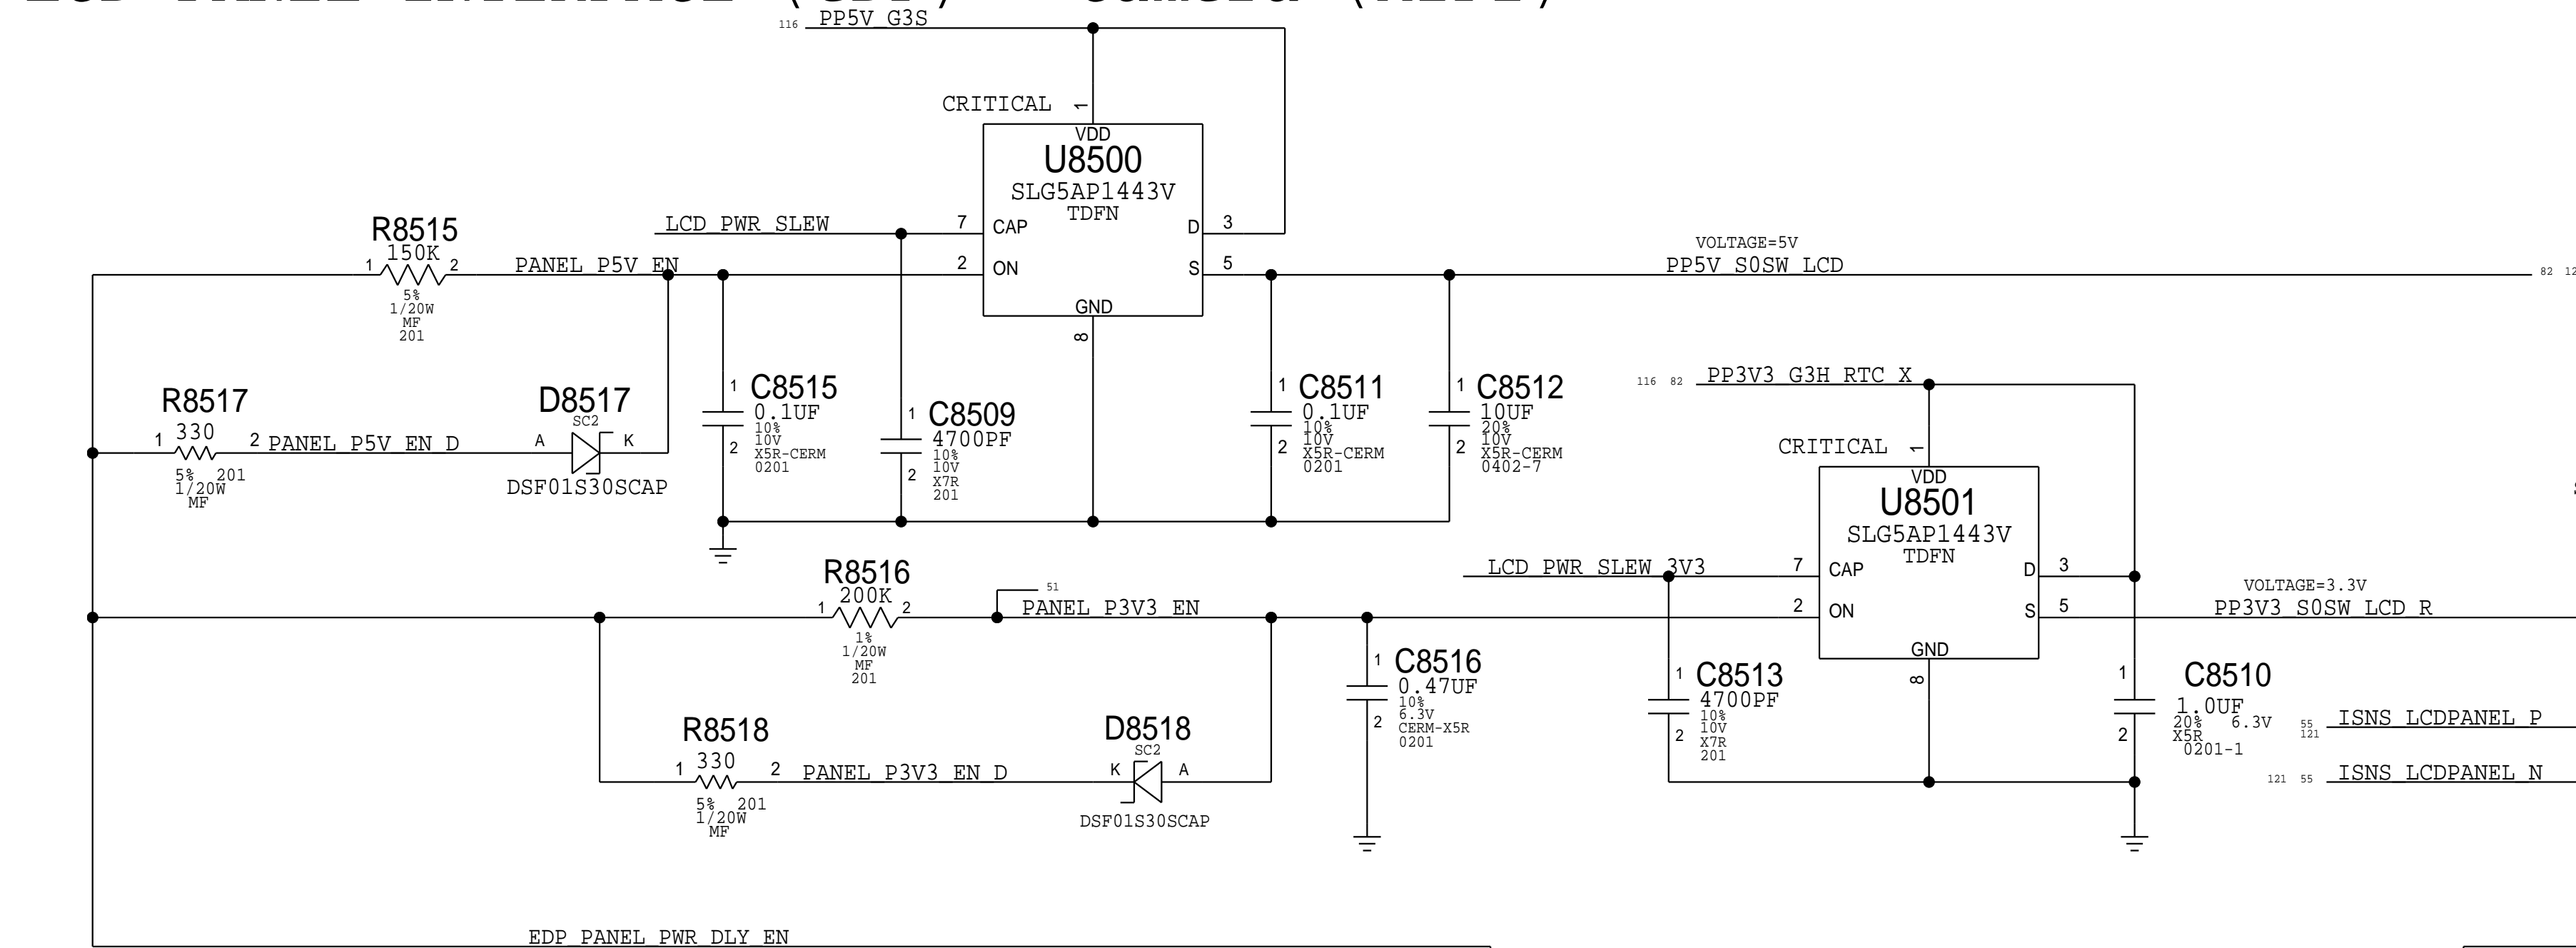 116 PP5V_G3S
CRITICAL
1
VDD
U8500
SLG5AP1443V
TDFN
LCD_PWR_SLEW 7 CAP
D 3
2 ON
S 5
GND
8
R8515
150K
1 2
5%
1/20W
MF
201
PANEL_P5V_EN
VOLTAGE=5V
PP5V_S0SW_LCD
82
R8517
1 330 2
5% 201
1/20W
MF
PANEL_P5V_EN_D
D8517
SC2
A K
DSF01S30SCAP
1 C8515
0.1UF
10%
10V
2 X5R-CERM
0201
1 C8509
4700PF
10%
10V
2 X7R
201
1 C8511
0.1UF
10%
10V
2 X5R-CERM
0201
1 C8512
10UF
20%
10V
2 X5R-CERM
0402-7
116 82 PP3V3_G3H_RTC_X
CRITICAL
1
VDD
U8501
SLG5AP1443V
TDFN
LCD_PWR_SLEW_3V3 7 CAP
D 3
2 ON
S 5
GND
8
VOLTAGE=3.3V
PP3V3_S0SW_LCD_R
R8516
200K
1 2
1%
1/20W
MF
201
51
PANEL_P3V3_EN
R8518
1 330 2
5% 201
1/20W
MF
PANEL_P3V3_EN_D
D8518
SC2
K A
DSF01S30SCAP
1 C8516
0.47UF
10%
6.3V
2 CERM-X5R
0201
1 C8513
4700PF
10%
10V
2 X7R
201
1 C8510
1.0UF
20% 6.3V
2 X5R
0201-1
55 ISNS_LCDPANEL_P
121
121 55 ISNS_LCDPANEL_N
EDP_PANEL_PWR_DLY_EN